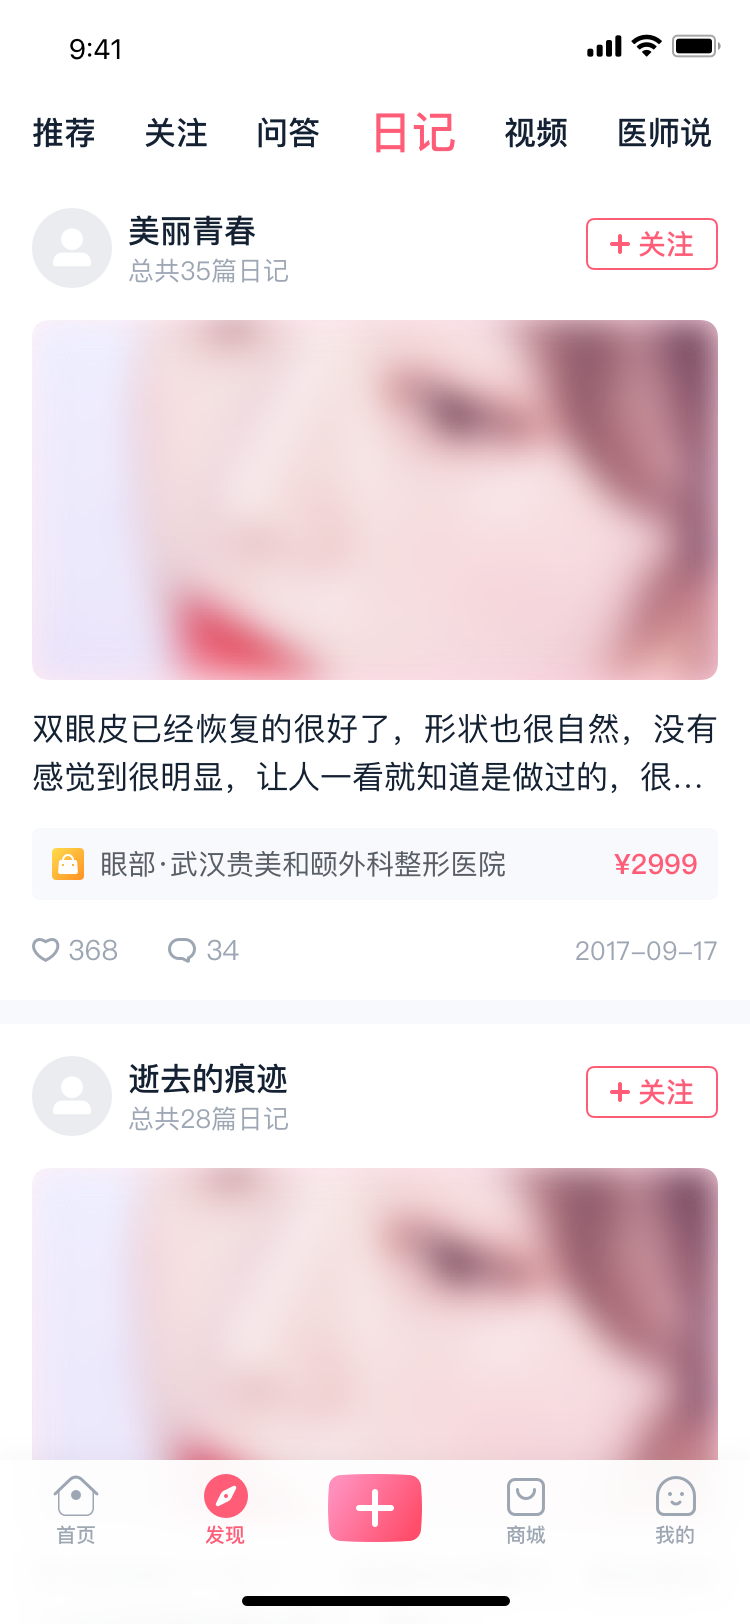 9:41
推荐 关注 问答 日记 视频 医师说
美丽青春
总共35篇日记
关注
双眼皮已经恢复的很好了，形状也很自然，没有
感觉到很明显，让人一看就知道是做过的，很...
眼部·武汉贵美和颐外科整形医院 ¥2999
368 34 2017-09-17
逝去的痕迹
总共28篇日记
关注
首页 发现 商城 我的